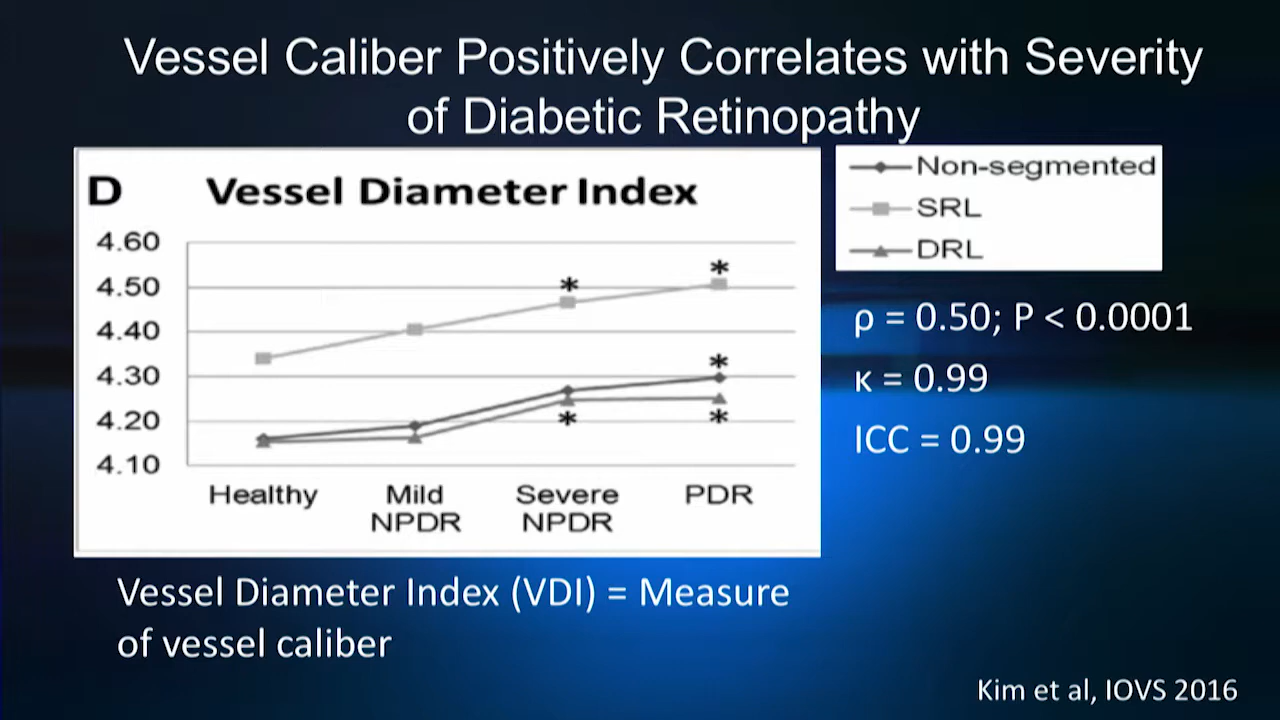 Vessel Caliber Positively Correlates with Severity
of Diabetic Retinopathy
D Vessel Diameter Index
4.60
4.50
4.40
4.30
4.20
4.10
*
*
*
*
*
Healthy Mild Severe PDR
NPDR NPDR
Non-segmented
SRL
DRL
ρ = 0.50; P < 0.0001
κ = 0.99
ICC = 0.99
Vessel Diameter Index (VDI) = Measure
of vessel caliber
Kim et al, IOVS 2016